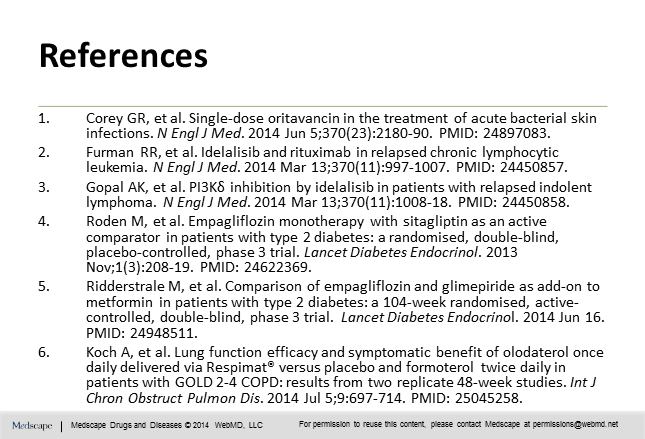 References
1. Corey GR, et al. Single-dose oritavancin in the treatment of acute bacterial skin
infections. N Engl J Med. 2014 Jun 5;370(23):2180-90. PMID: 24897083.
2. Furman RR, et al. Idelalisib and rituximab in relapsed chronic lymphocytic
leukemia. N Engl J Med. 2014 Mar 13;370(11):997-1007. PMID: 24450857.
3. Gopal AK, et al. PI3Kδ inhibition by idelalisib in patients with relapsed indolent
lymphoma. N Engl J Med. 2014 Mar 13;370(11):1008-18. PMID: 24450858.
4. Roden M, et al. Empagliflozin monotherapy with sitagliptin as an active
comparator in patients with type 2 diabetes: a randomised, double-blind,
placebo-controlled, phase 3 trial. Lancet Diabetes Endocrinol. 2013
Nov;1(3):208-19. PMID: 24622369.
5. Ridderstrale M, et al. Comparison of empagliflozin and glimepiride as add-on to
metformin in patients with type 2 diabetes: a 104-week randomised, active-
controlled, double-blind, phase 3 trial. Lancet Diabetes Endocrinol. 2014 Jun 16.
PMID: 24948511.
6. Koch A, et al. Lung function efficacy and symptomatic benefit of olodaterol once
daily delivered via Respimat® versus placebo and formoterol twice daily in
patients with GOLD 2-4 COPD: results from two replicate 48-week studies. Int J
Chron Obstruct Pulmon Dis. 2014 Jul 5;9:697-714. PMID: 25045258.
Medscape | Medscape Drugs and Diseases © 2014 WebMD, LLC For permission to reuse this content, please contact Medscape at permissions@webmd.net